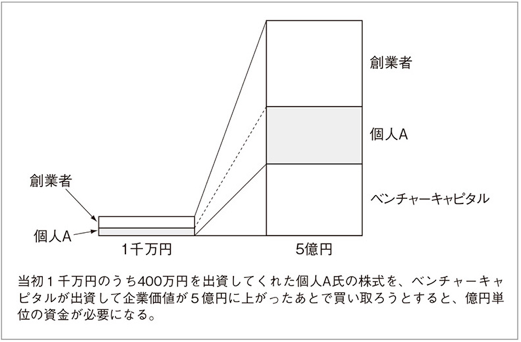 創業者
個人A
ベンチャーキャピタル
創業者
個人A
1千万円
5億円
当初1千万円のうち400万円を出資してくれた個人A氏の株式を、ベンチャーキャ
ピタルが出資して企業価値が5億円に上がったあとで買い取ろうとすると、億円単
位の資金が必要になる。